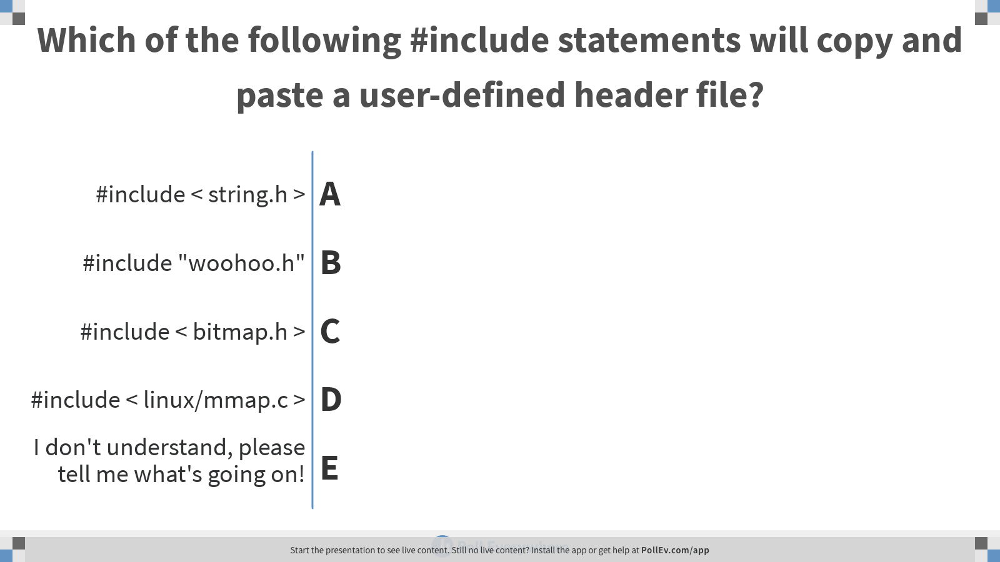 Which of the following #include statements will copy and
paste a user-defined header file?
#include < string.h >
A
#include "woohoo.h"
B
#include < bitmap.h >
C
#include < linux/mmap.c >
D
I don't understand, please
tell me what's going on!
E
Start the presentation to see live content. Still no live content? Install the app or get help at PollEv.com/app